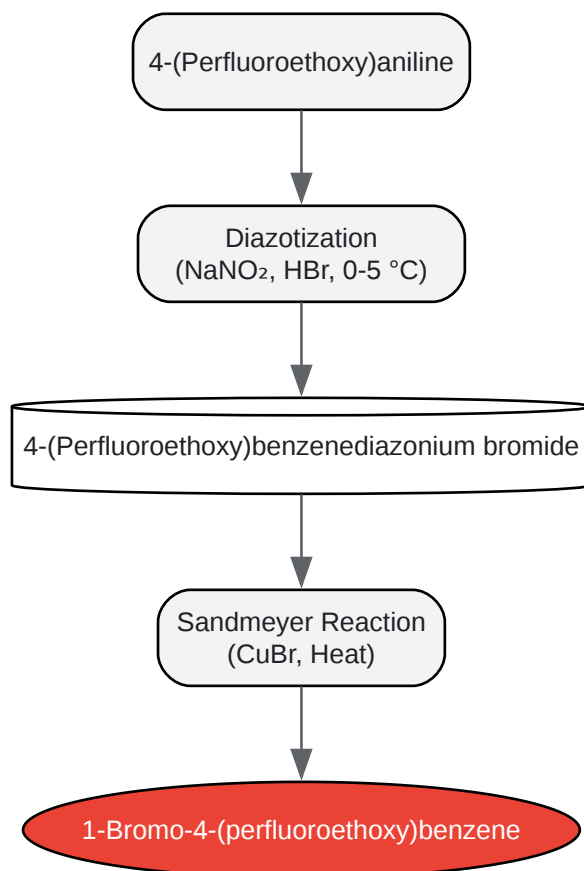 4-(Perfluoroethoxy)aniline
Diazotization
(NaNO₂, HBr, 0-5 °C)
4-(Perfluoroethoxy)benzenediazonium bromide
Sandmeyer Reaction
(CuBr, Heat)
1-Bromo-4-(perfluoroethoxy)benzene